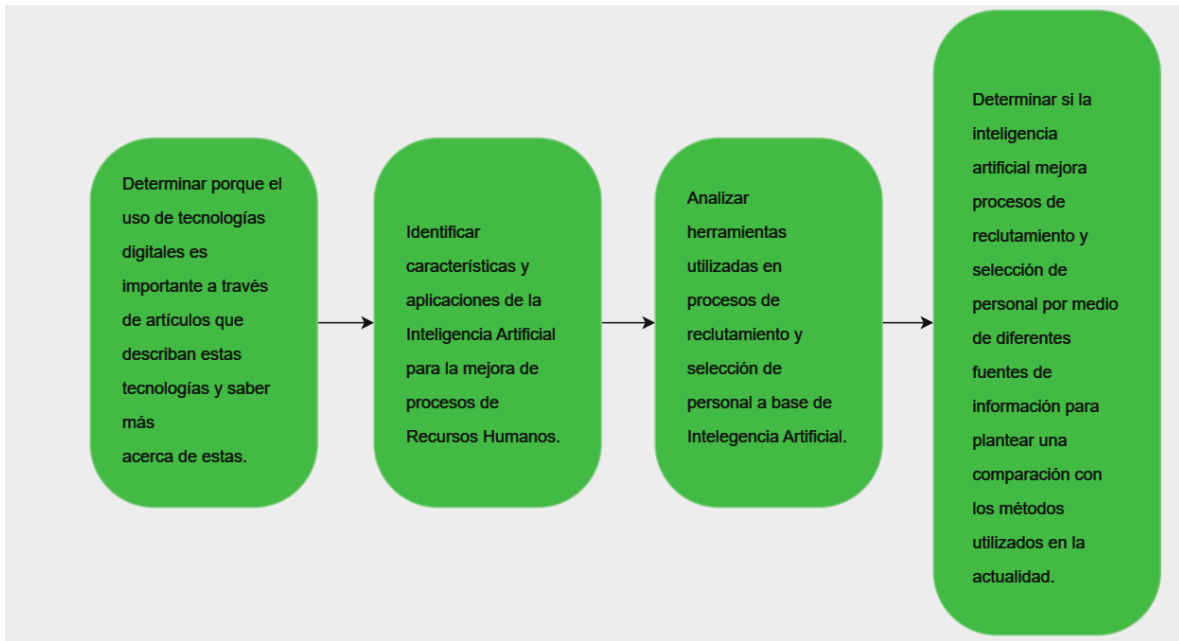 Determinar porque el
uso de tecnologías
digitales es
importante a través
de artículos que
describan estas
tecnologías y saber
más
acerca de estas.
Identificar
características y
aplicaciones de la
Inteligencia Artificial
para la mejora de
procesos de
Recursos Humanos.
Analizar
herramientas
utilizadas en
procesos de
reclutamiento y
selección de
personal a base de
Intelegencia Artificial.
Determinar si la
inteligencia
artificial mejora
procesos de
reclutamiento y
selección de
personal por medio
de diferentes
fuentes de
información para
plantear una
comparación con
los métodos
utilizados en la
actualidad.